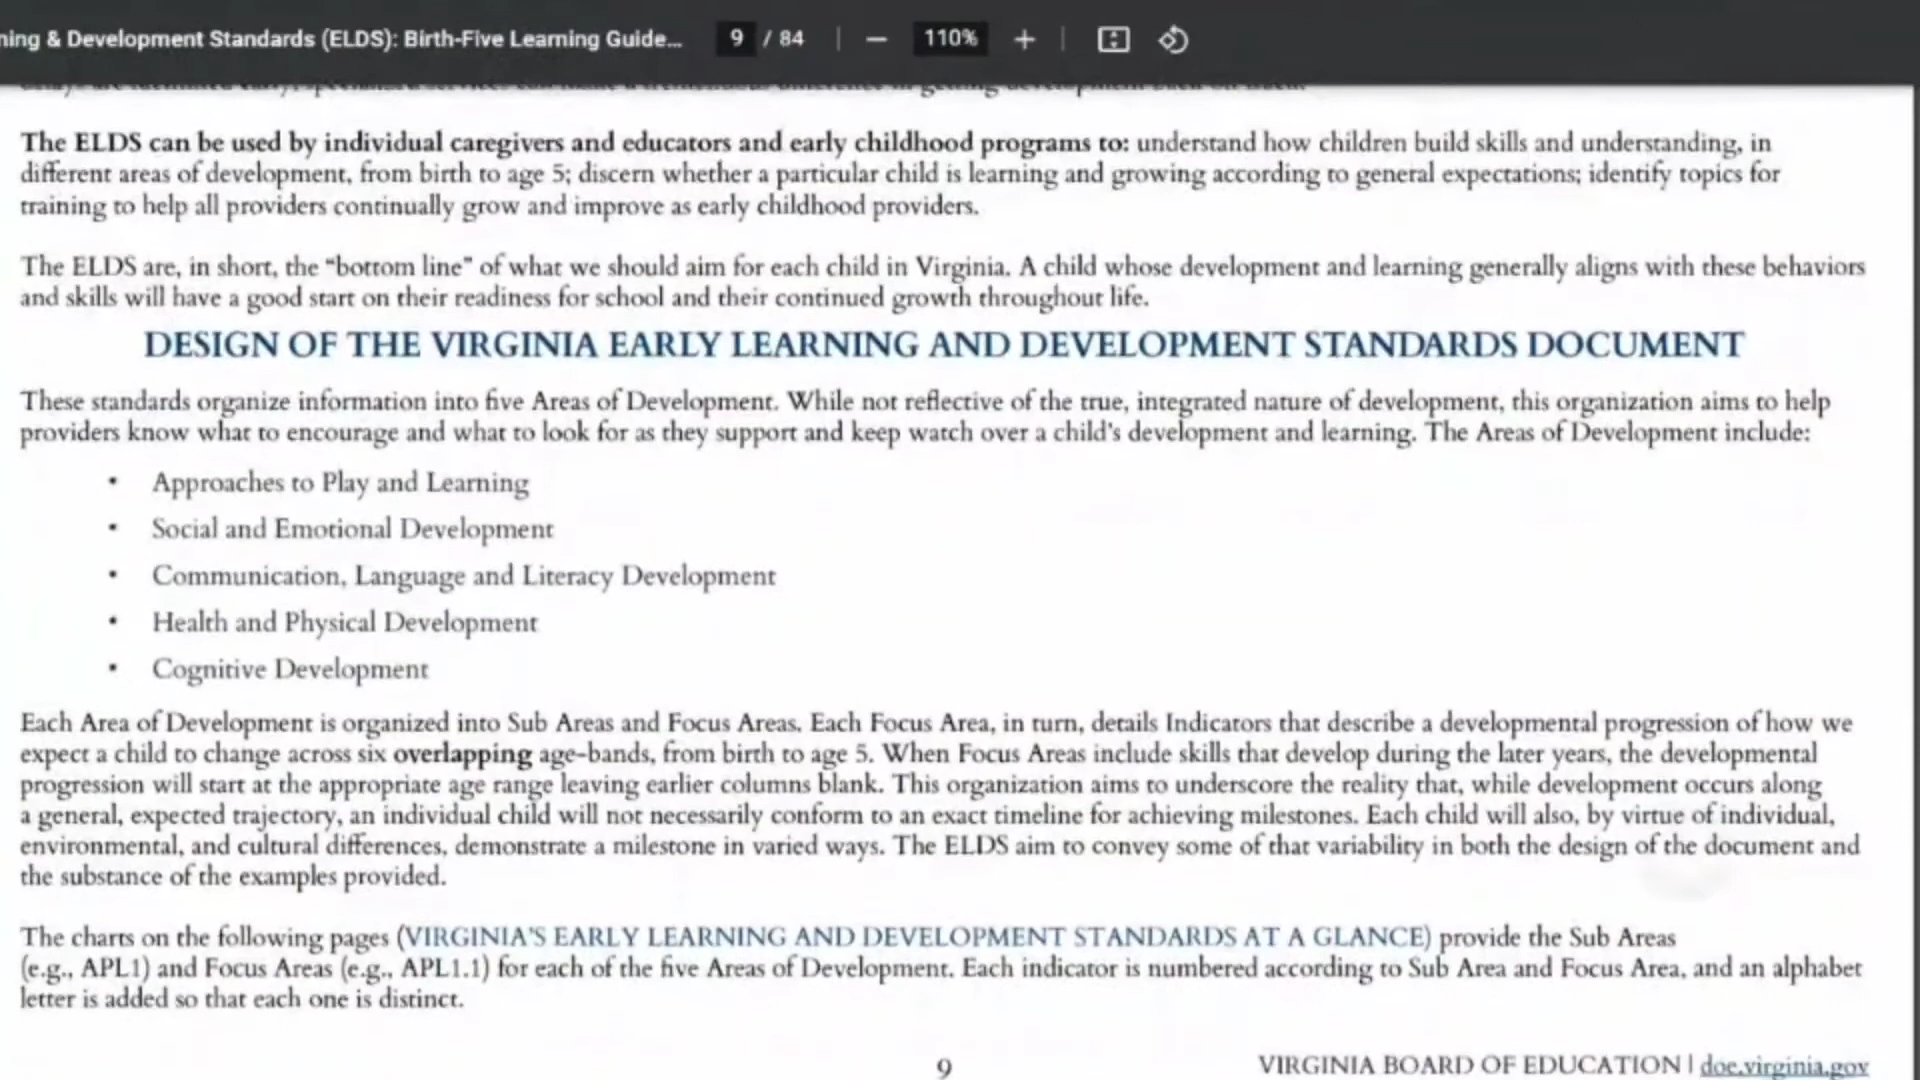 ning & Development Standards (ELDS): Birth-Five Learning Guide...
9 / 84
110%
The ELDS can be used by individual caregivers and educators and early childhood programs to: understand how children build skills and understanding, in
different areas of development, from birth to age 5; discern whether a particular child is learning and growing according to general expectations; identify topics for
training to help all providers continually grow and improve as early childhood providers.
The ELDS are, in short, the “bottom line” of what we should aim for each child in Virginia. A child whose development and learning generally aligns with these behaviors
and skills will have a good start on their readiness for school and their continued growth throughout life.
DESIGN OF THE VIRGINIA EARLY LEARNING AND DEVELOPMENT STANDARDS DOCUMENT
These standards organize information into five Areas of Development. While not reflective of the true, integrated nature of development, this organization aims to help
providers know what to encourage and what to look for as they support and keep watch over a child's development and learning. The Areas of Development include:
• Approaches to Play and Learning
• Social and Emotional Development
• Communication, Language and Literacy Development
• Health and Physical Development
• Cognitive Development
Each Area of Development is organized into Sub Areas and Focus Areas. Each Focus Area, in turn, details Indicators that describe a developmental progression of how we
expect a child to change across six overlapping age-bands, from birth to age 5. When Focus Areas include skills that develop during the later years, the developmental
progression will start at the appropriate age range leaving earlier columns blank. This organization aims to underscore the reality that, while development occurs along
a general, expected trajectory, an individual child will not necessarily conform to an exact timeline for achieving milestones. Each child will also, by virtue of individual,
environmental, and cultural differences, demonstrate a milestone in varied ways. The ELDS aim to convey some of that variability in both the design of the document and
the substance of the examples provided.
The charts on the following pages (VIRGINIA'S EARLY LEARNING AND DEVELOPMENT STANDARDS AT A GLANCE) provide the Sub Areas
(e.g., APL1) and Focus Areas (e.g., APL1.1) for each of the five Areas of Development. Each indicator is numbered according to Sub Area and Focus Area, and an alphabet
letter is added so that each one is distinct.
9
VIRGINIA BOARD OF EDUCATION | doe.virginia.gov